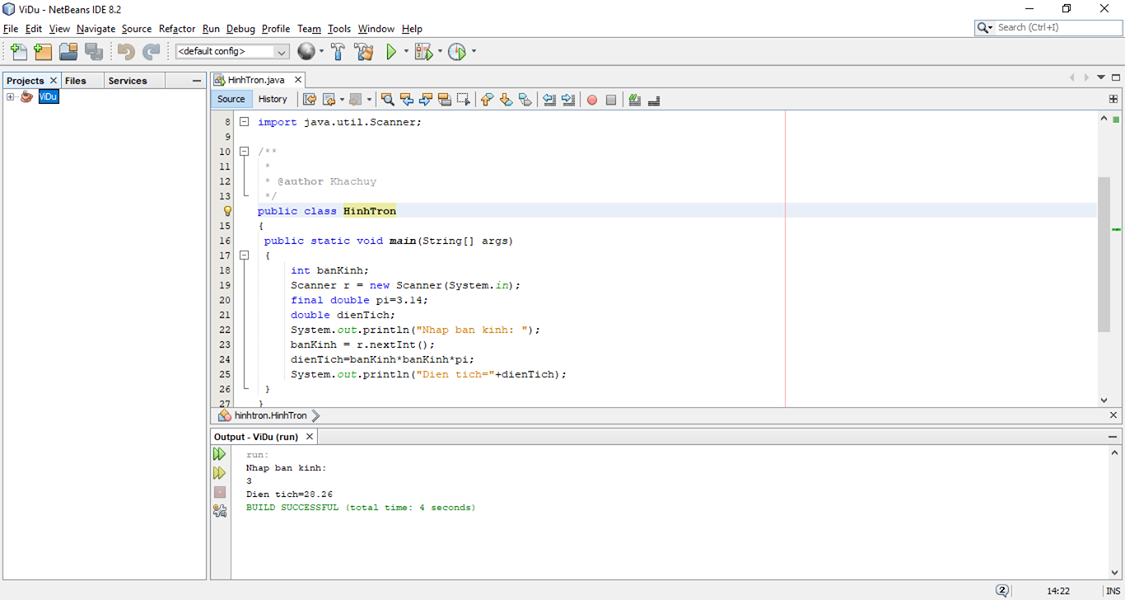 ViDu - NetBeans IDE 8.2
File Edit View Navigate Source Refactor Run Debug Profile Team Tools Window Help
Search (Ctrl+I)
<default config>
Projects Files Services
HinhTron.java
ViDu
Source History
8 import java.util.Scanner;
9
10 /**
11 *
12 * @author Khachuy
13 */
public class HinhTron
15 {
16 public static void main(String[] args)
17 {
18 int banKinh;
19 Scanner r = new Scanner(System.in);
20 final double pi=3.14;
21 double dienTich;
22 System.out.println("Nhap ban kinh: ");
23 banKinh = r.nextInt();
24 dienTich=banKinh*banKinh*pi;
25 System.out.println("Dien tich="+dienTich);
26 }
27 }
hinhtron.HinhTron
Output - ViDu (run)
run:
Nhap ban kinh:
3
Dien tich=28.26
BUILD SUCCESSFUL (total time: 4 seconds)
2 14:22 INS